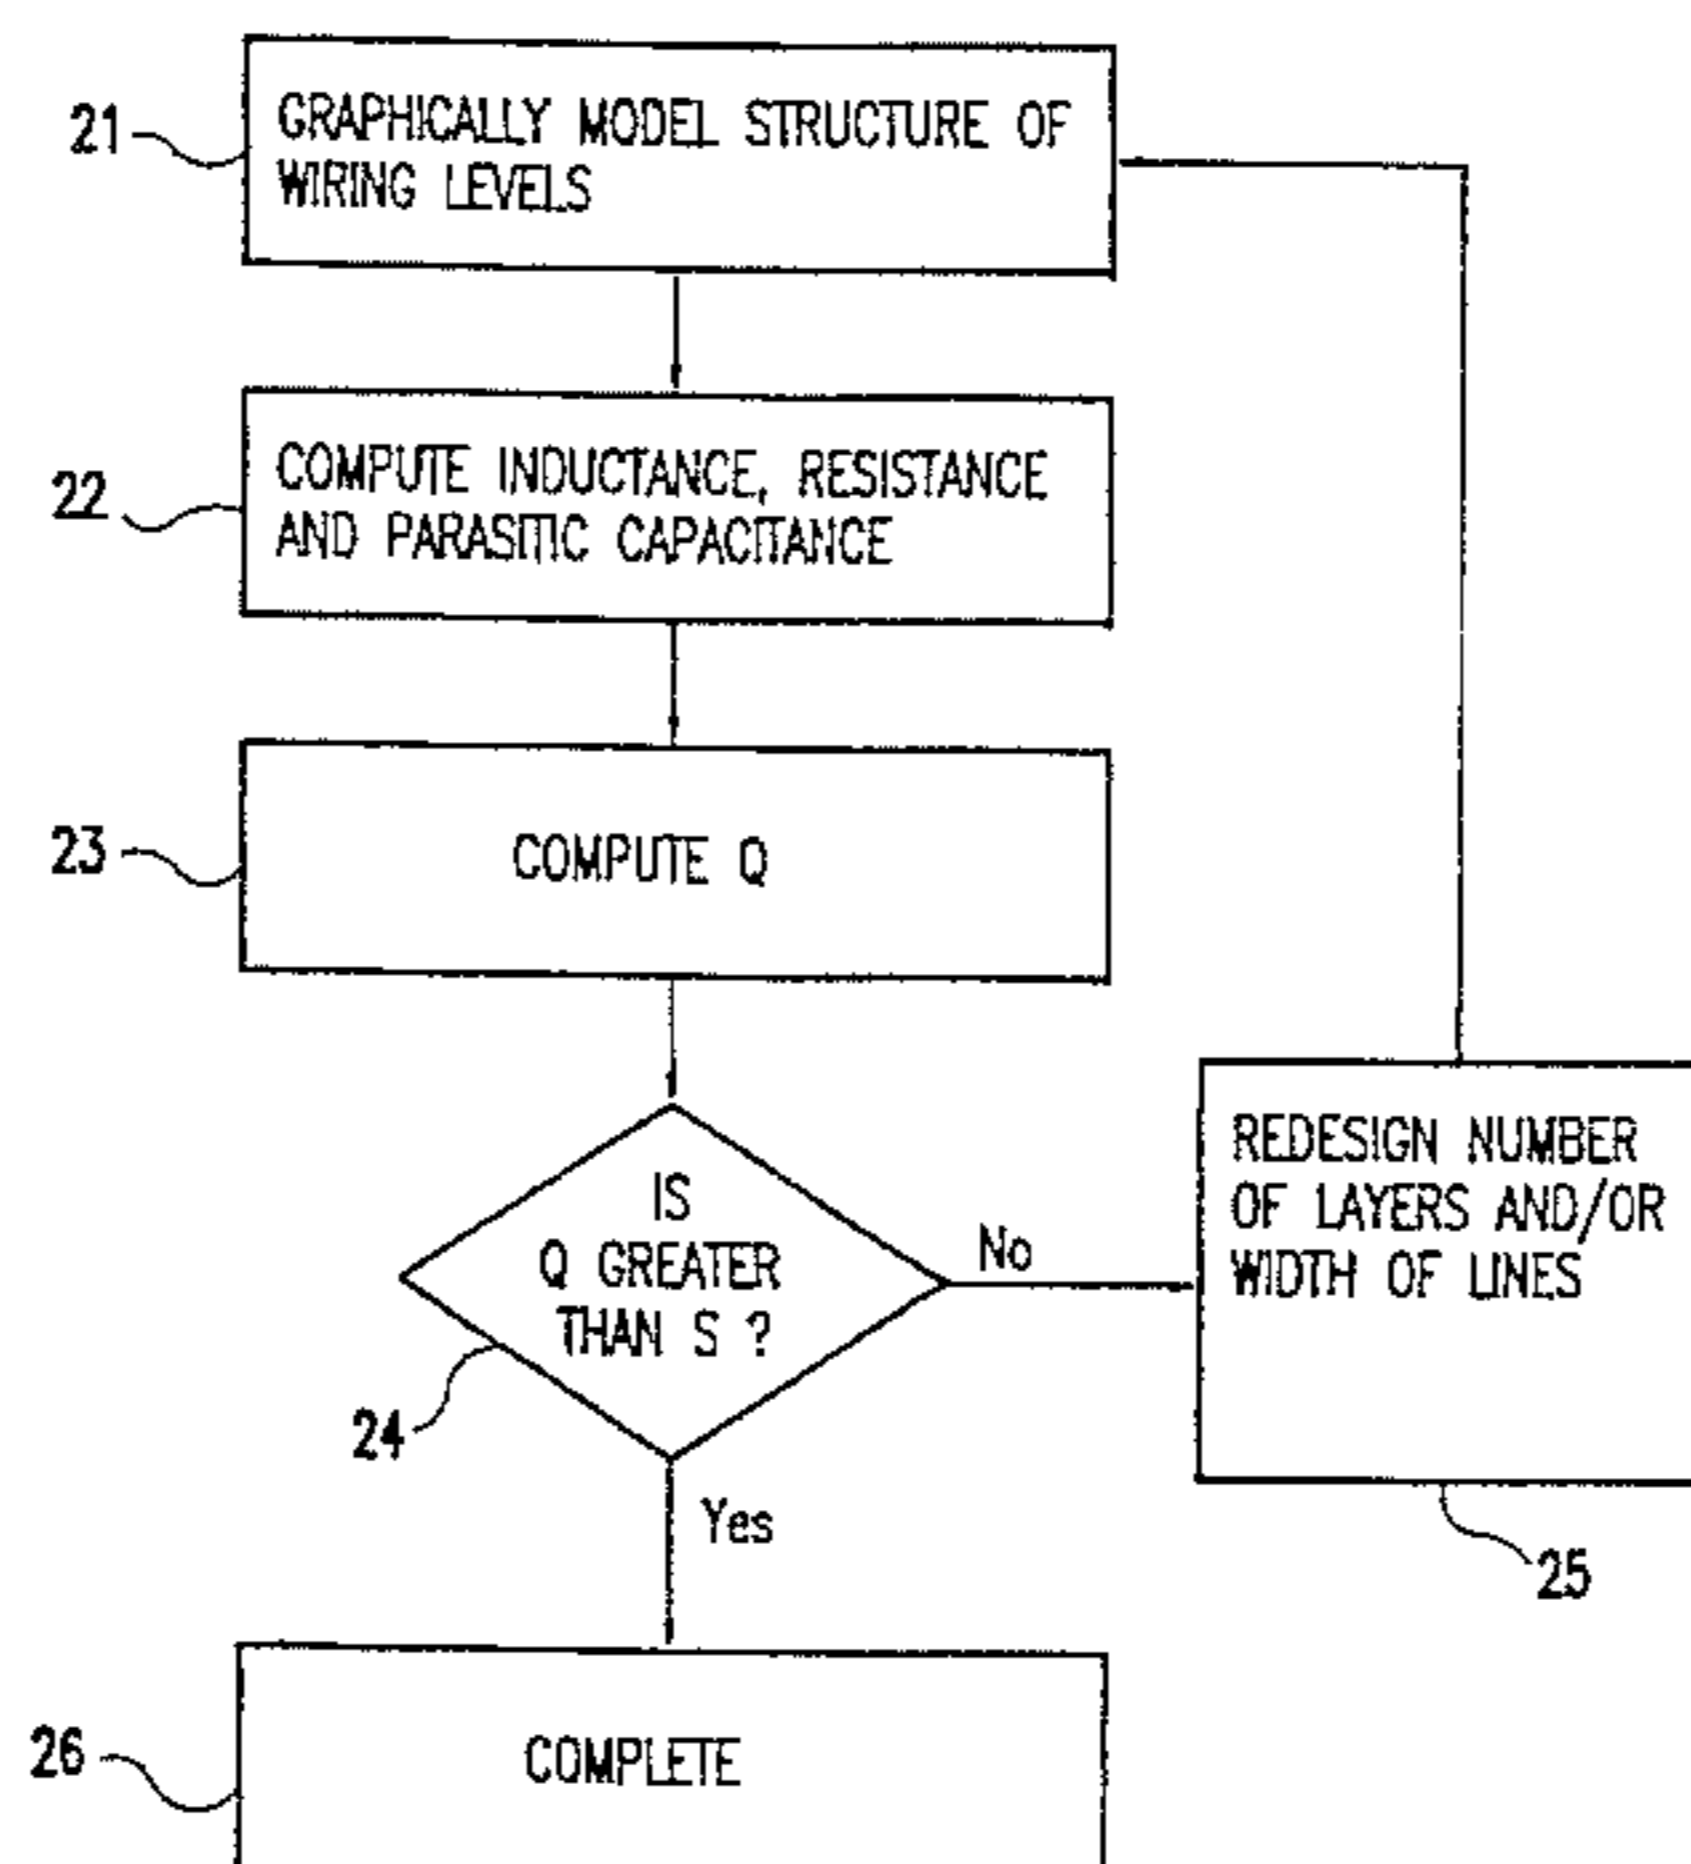 21
GRAPHICALLY MODEL STRUCTURE OF
WIRING LEVELS
22
COMPUTE INDUCTANCE, RESISTANCE
AND PARASITIC CAPACITANCE
23
COMPUTE Q
IS
Q GREATER
THAN S ?
24
No
REDESIGN NUMBER
OF LAYERS AND/OR
WIDTH OF LINES
25
Yes
26
COMPLETE